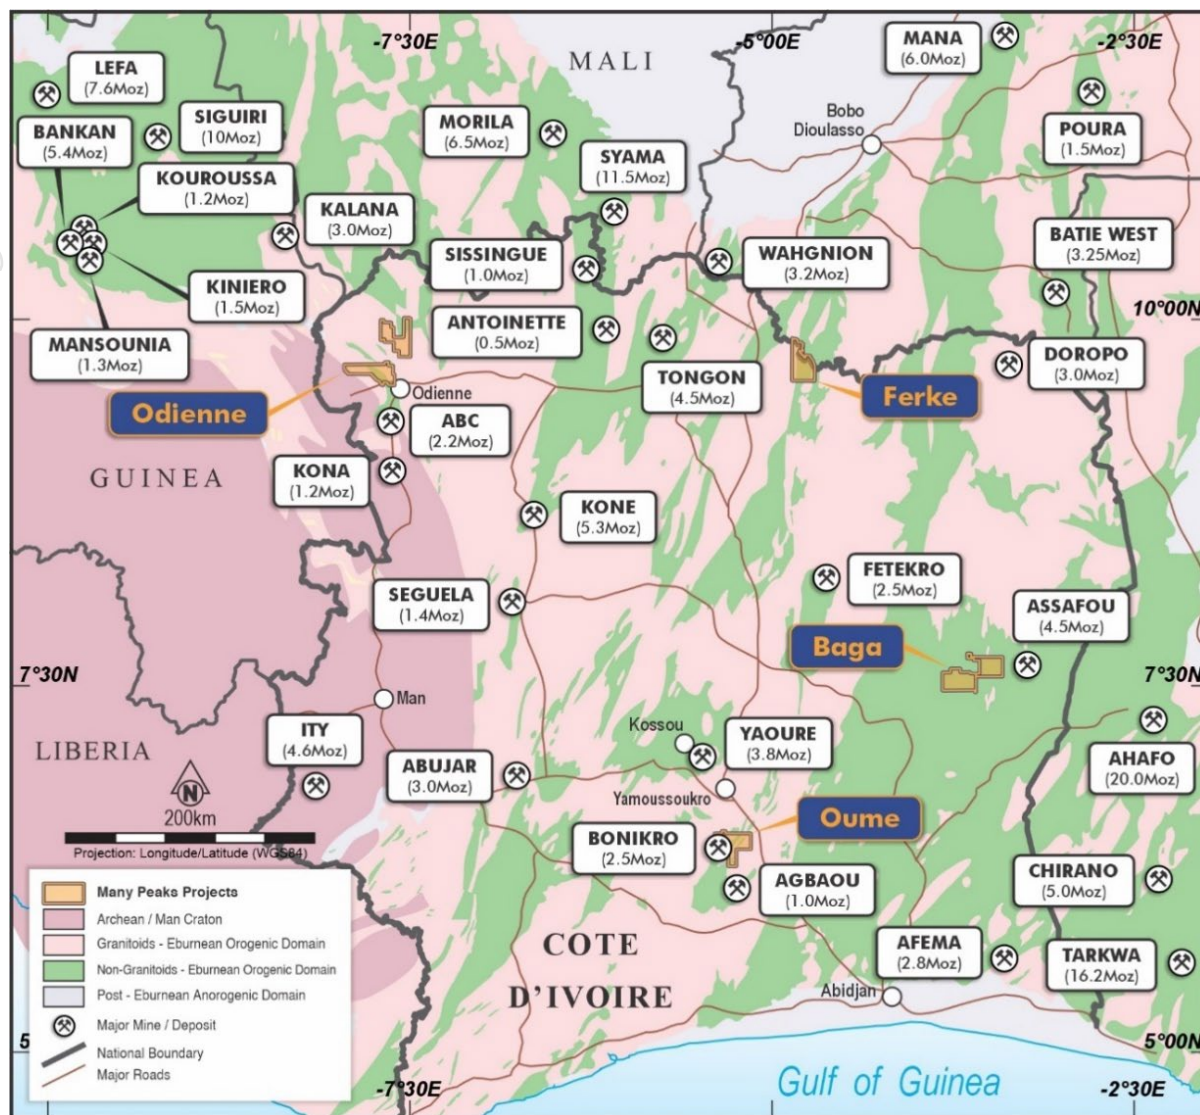 -7°30E
-5°00E
-2°30E
MALI
MANA
(6.0Moz)
LEFA
(7.6Moz)
SIGUIRI
(10Moz)
BANKAN
(5.4Moz)
MORILA
(6.5Moz)
Bobo
Dioulasso
POURA
(1.5Moz)
SYAMA
(11.5Moz)
KOUROUSSA
(1.2Moz)
KALANA
(3.0Moz)
BATIE WEST
(3.25Moz)
SISSINGUE
(1.0Moz)
WAHGNION
(3.2Moz)
KINIERO
(1.5Moz)
10°00N
ANTOINETTE
(0.5Moz)
MANSOUNIA
(1.3Moz)
DOROPO
(3.0Moz)
TONGON
(4.5Moz)
Odienne
Odienne
Ferke
ABC
(2.2Moz)
GUINEA
KONA
(1.2Moz)
KONE
(5.3Moz)
FETEKRO
(2.5Moz)
SEGUELA
(1.4Moz)
ASSAFOU
(4.5Moz)
Baga
7°30N
7°30N
Man
ITY
(4.6Moz)
Kossou
YAOURE
(3.8Moz)
LIBERIA
AHAFO
(20.0Moz)
ABUJAR
(3.0Moz)
N
200km
Yamoussoukro
Oume
Projection: Longitude/Latitude (WGS84)
BONIKRO
(2.5Moz)
CHIRANO
(5.0Moz)
AGBAOU
(1.0Moz)
Many Peaks Projects
Archean / Man Craton
Granitoids - Eburnean Orogenic Domain
Non-Granitoids - Eburnean Orogenic Domain
Post - Eburnean Anorogenic Domain
Major Mine / Deposit
National Boundary
Major Roads
COTE
D'IVOIRE
AFEMA
(2.8Moz)
TARKWA
(16.2Moz)
Abidjan
5
5°00N
Gulf of Guinea
-7°30E
-2°30E